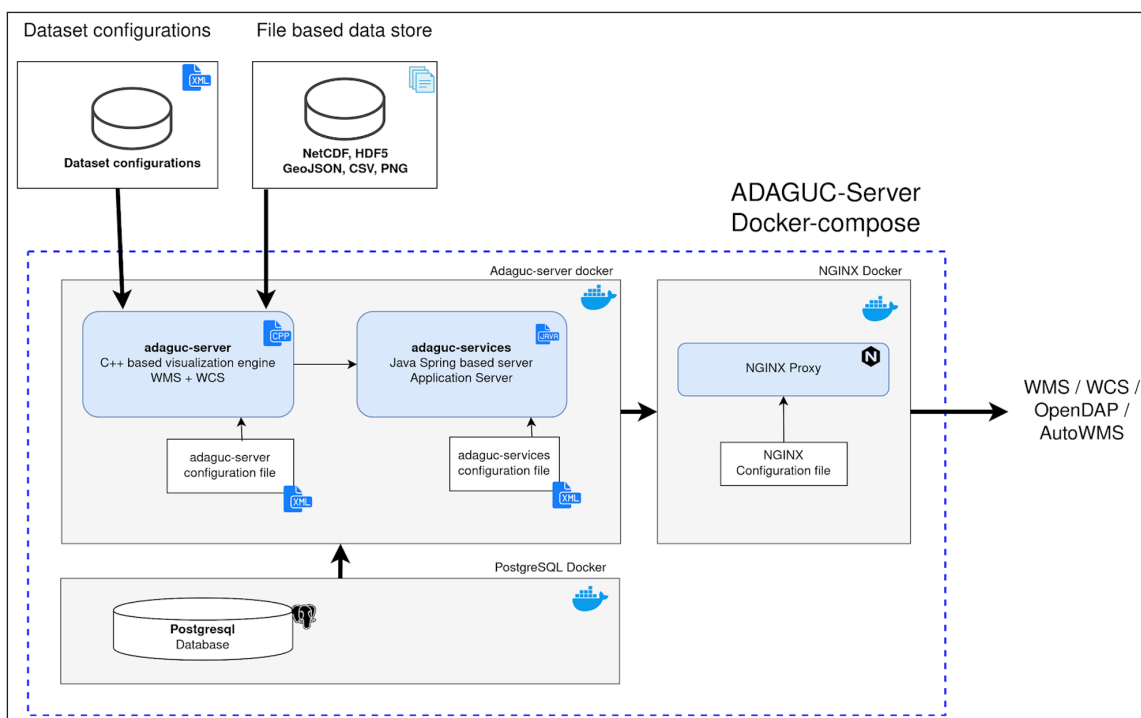 Dataset configurations
File based data store
XML
Dataset configurations
NetCDF, HDF5
GeoJSON, CSV, PNG
ADAGUC-Server
Docker-compose
Adaguc-server docker
NGINX Docker
CPP
adaguc-server
C++ based visualization engine
WMS + WCS
JAVA
adaguc-services
Java Spring based server
Application Server
N
NGINX Proxy
WMS / WCS /
OpenDAP /
AutoWMS
adaguc-server
configuration file
XML
adaguc-services
configuration file
XML
NGINX
Configuration file
PostgreSQL Docker
Postgresql
Database